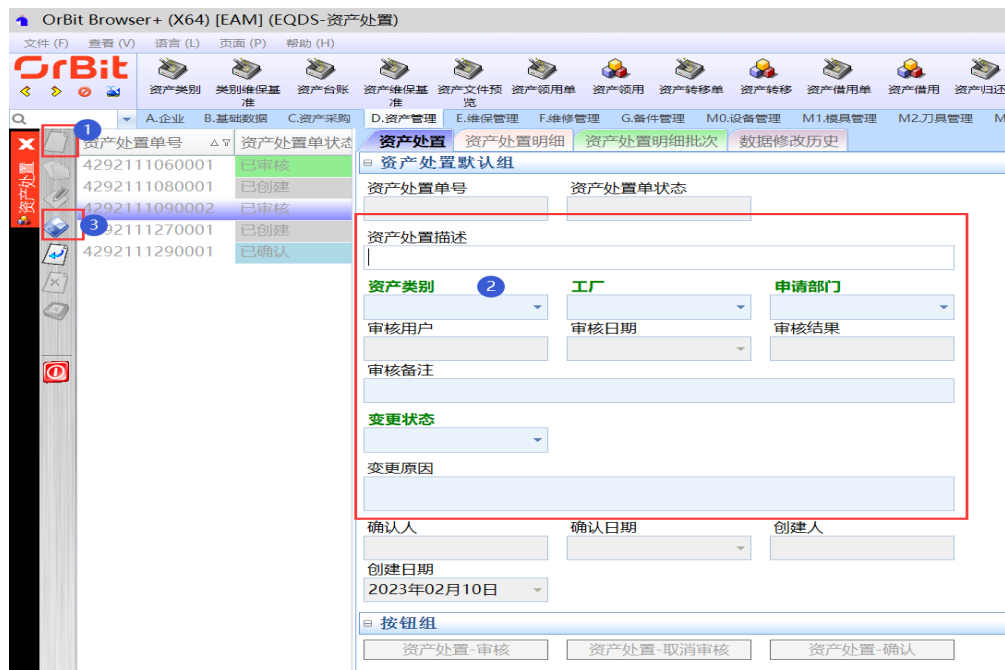 OrBit Browser+ (X64) [EAM] (EQDS-资产处置)
文件 (F) 查看 (V) 语言 (L) 页面 (P) 帮助 (H)
OrBit
资产类别 类别维保基准 资产台账 资产维保基准 资产文件预览 资产领用单 资产领用 资产转移单 资产转移 资产借用单 资产借用 资产归还
A.企业 B.基础数据 C.资产采购 D.资产管理 E.维保管理 F.维修管理 G.备件管理 M0.设备管理 M1.模具管理 M2.刀具管理 M
1
资产处置单号 资产处置单状态
资产处置 资产处置明细 资产处置明细批次 数据修改历史
资产处置
4292111060001 已审核
4292111080001 已创建
4292111090002 已审核
3
4292111270001 已创建
4292111290001 已确认
资产处置默认组
资产处置单号 资产处置单状态
资产处置描述
资产类别 2 工厂 申请部门
审核用户 审核日期 审核结果
审核备注
变更状态
变更原因
确认人 确认日期 创建人
创建日期
2023年02月10日
按钮组
资产处置-审核 资产处置-取消审核 资产处置-确认